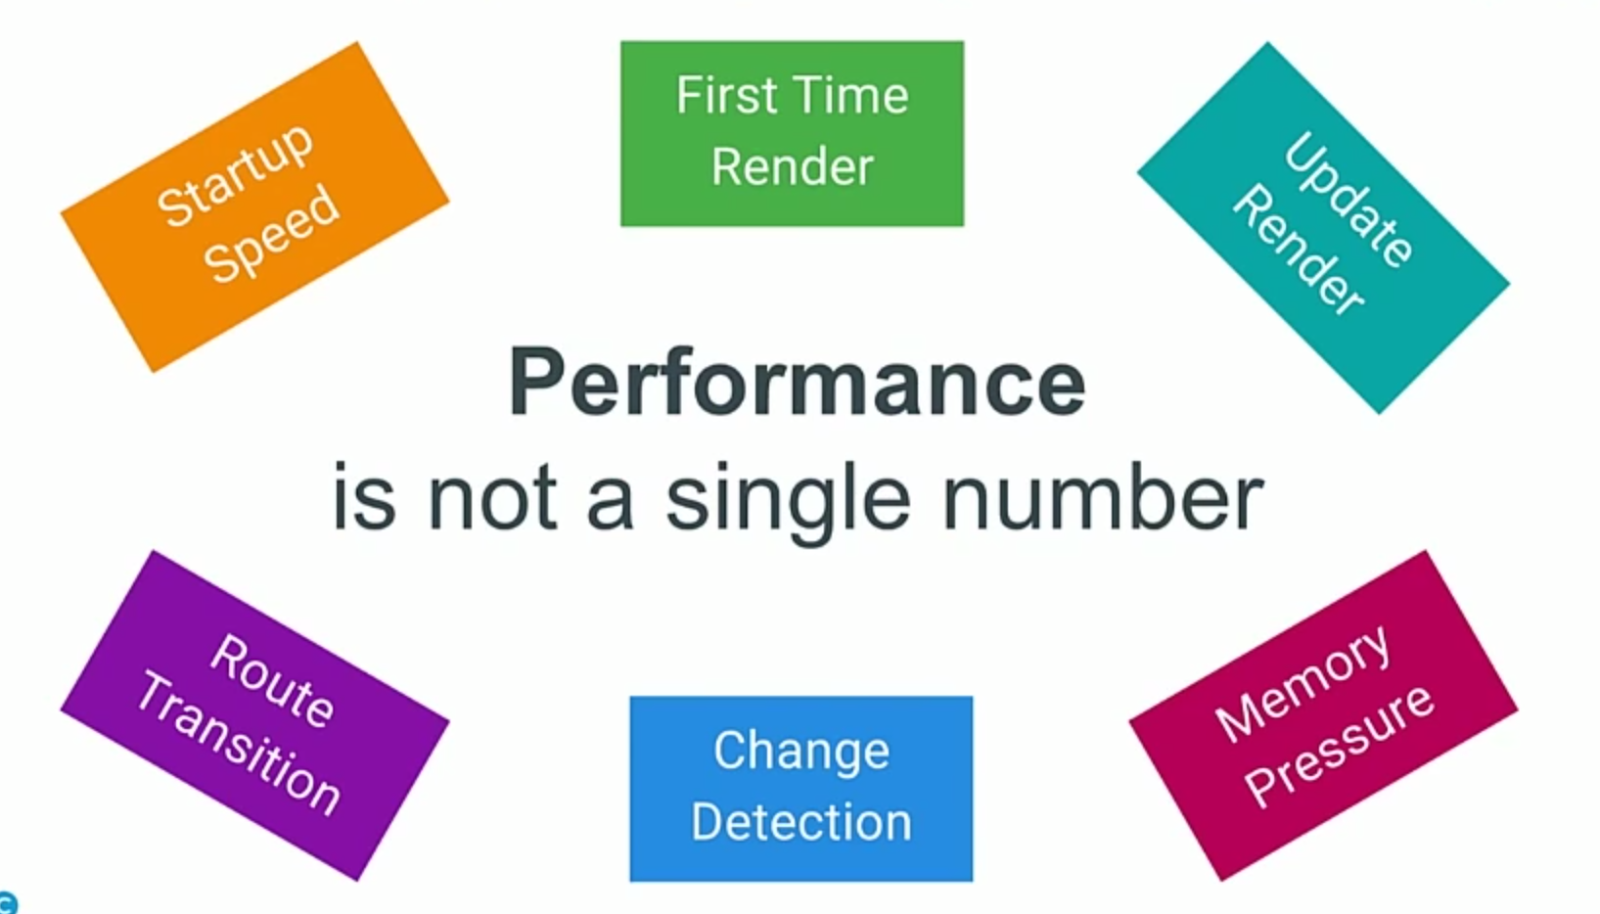 Startup
Speed
First Time
Render
Update
Render
Performance
is not a single number
Route
Transition
Change
Detection
Memory
Pressure